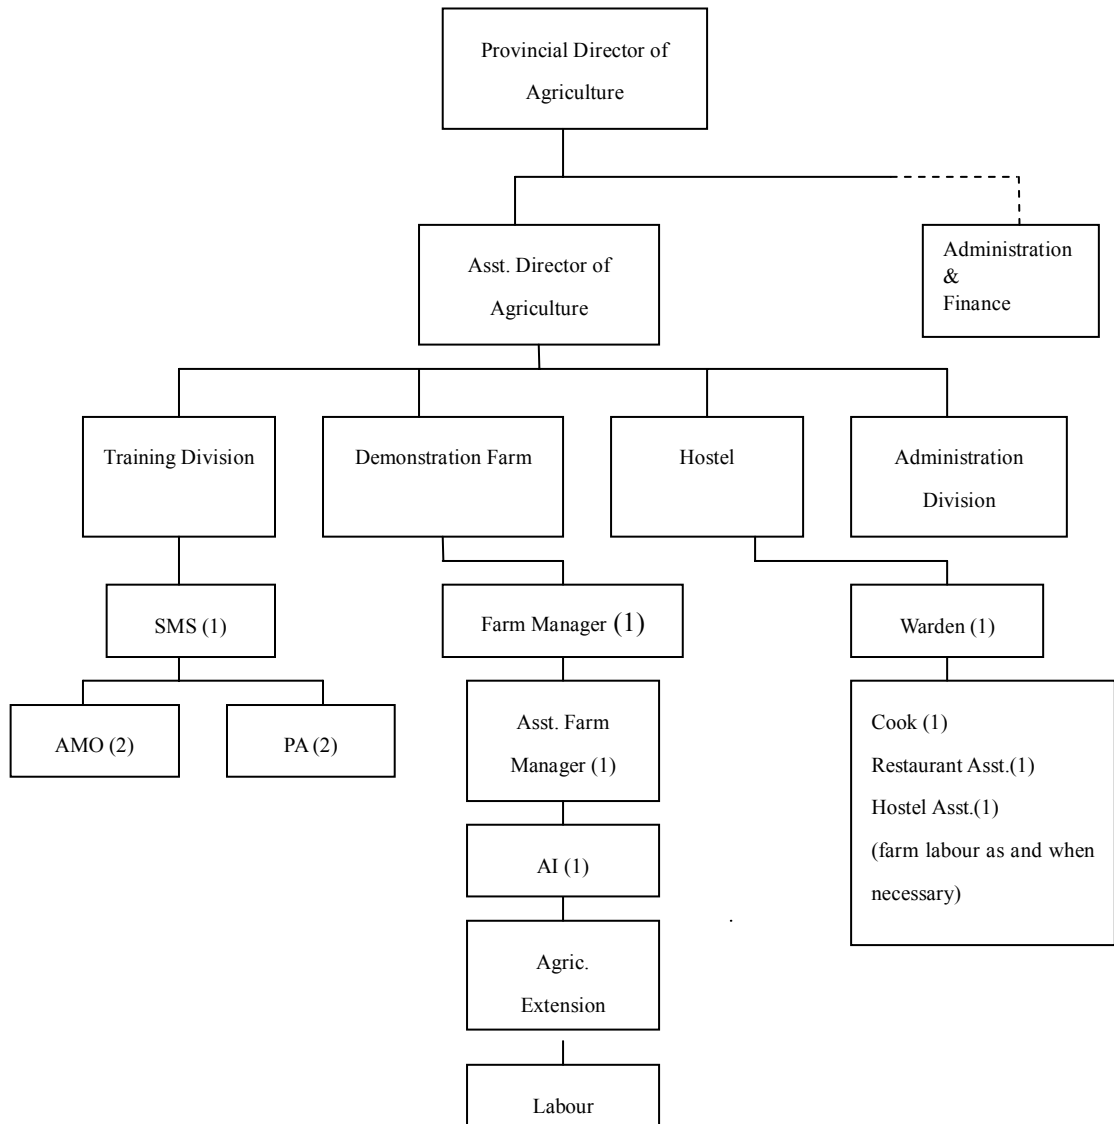 Provincial Director of
Agriculture
Asst. Director of
Agriculture
Administration
&
Finance
Training Division
Demonstration Farm
Hostel
Administration
Division
SMS (1)
Farm Manager (1)
Warden (1)
AMO (2)
PA (2)
Asst. Farm
Manager (1)
Cook (1)
Restaurant Asst.(1)
Hostel Asst.(1)
(farm labour as and when
necessary)
AI (1)
Agric.
Extension
Labour